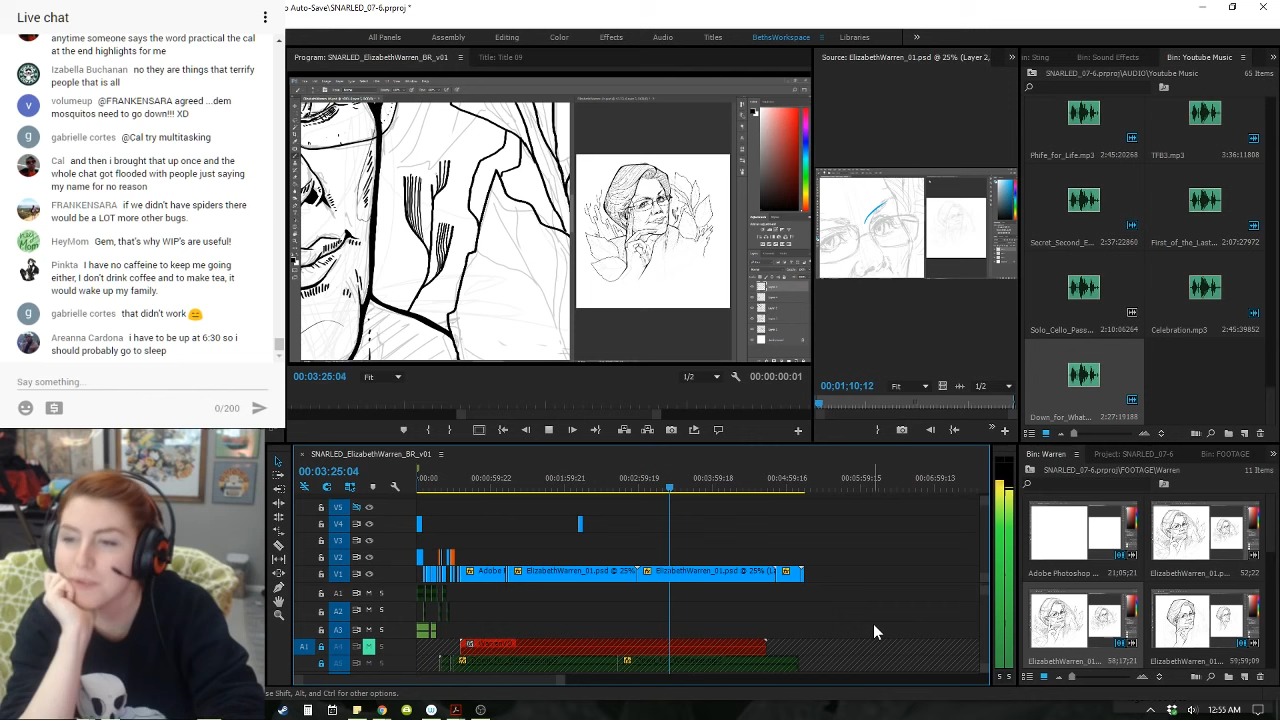 Live chat
anytime someone says the word practical the cal
at the end highlights for me
Izabella Buchanan no they are things that terrify
people that is all
volumeup @FRANKENSARA agreed ...dem
mosquitos need to go down!!! XD
gabrielle cortes @Cal try multitasking
Cal and then i brought that up once and the
whole chat got flooded with people just saying
my name for no reason
FRANKENSARA if we didn't have spiders there
would be a LOT more other bugs.
HeyMom Gem, that's why WIP's are useful!
Pinkta I have no caffeine to keep me going
either, I don't drink coffee and to make tea, it
would wake up my family.
gabrielle cortes that didn't work 🤗
Areanna Cardona i have to be up at 6:30 so i
should probably go to sleep
Say something...
0/200
Auto-Save\SNARLED_07-6.prproj *
All Panels Assembly Editing Color Effects Audio Titles BethsWorkspace Libraries
Program: SNARLED_ElizabethWarren_BR_v01 Title: Title 09
00:03:25:04 Fit 1/2 00:00:00:01
Source: ElizabethWarren_01.psd @ 25% (Layer 2,
00;01;10;12 Fit 1/2
in: Sting Bin: Sound Effects Bin: Youtube Music
SNARLED_07-6.prproj\AUDIO\Youtube Music 65 Items
Phife_for_Life.mp3 2:45:20268 TFB3.mp3 3:36:11808
Secret_Second_E... 2:37:22860 First_of_the_Last... 2:07:27972
Solo_Cello_Pass... 2:10:06264 Celebration.mp3 2:45:39852
Down_for_What... 2:27:19188
SNARLED_ElizabethWarren_BR_v01
00:03:25:04
:00:00 00:00:59:22 00:01:59:21 00:02:59:19 00:03:59:18 00:04:59:16 00:05:59:15 00:06:59:13
V5
V4
V3
V2
V1 Adobe ElizabethWarren_01.psd @ 25% ElizabethWarren_01.psd @ 25% (L
A1 M S
A2 M S
A3 M S
A1 A4 M S
A5 M S
S S
Bin: Warren Project: SNARLED_07-6 Bin: FOOTAGE
SNARLED_07-6.prproj\FOOTAGE\Warren 11 Items
Adobe Photoshop ... 21;05;21 ElizabethWarren_01... 52;22
ElizabethWarren_01... 58;17;21 ElizabethWarren_01... 59;59;09
se Shift, Alt, and Ctrl for other options.
12:55 AM